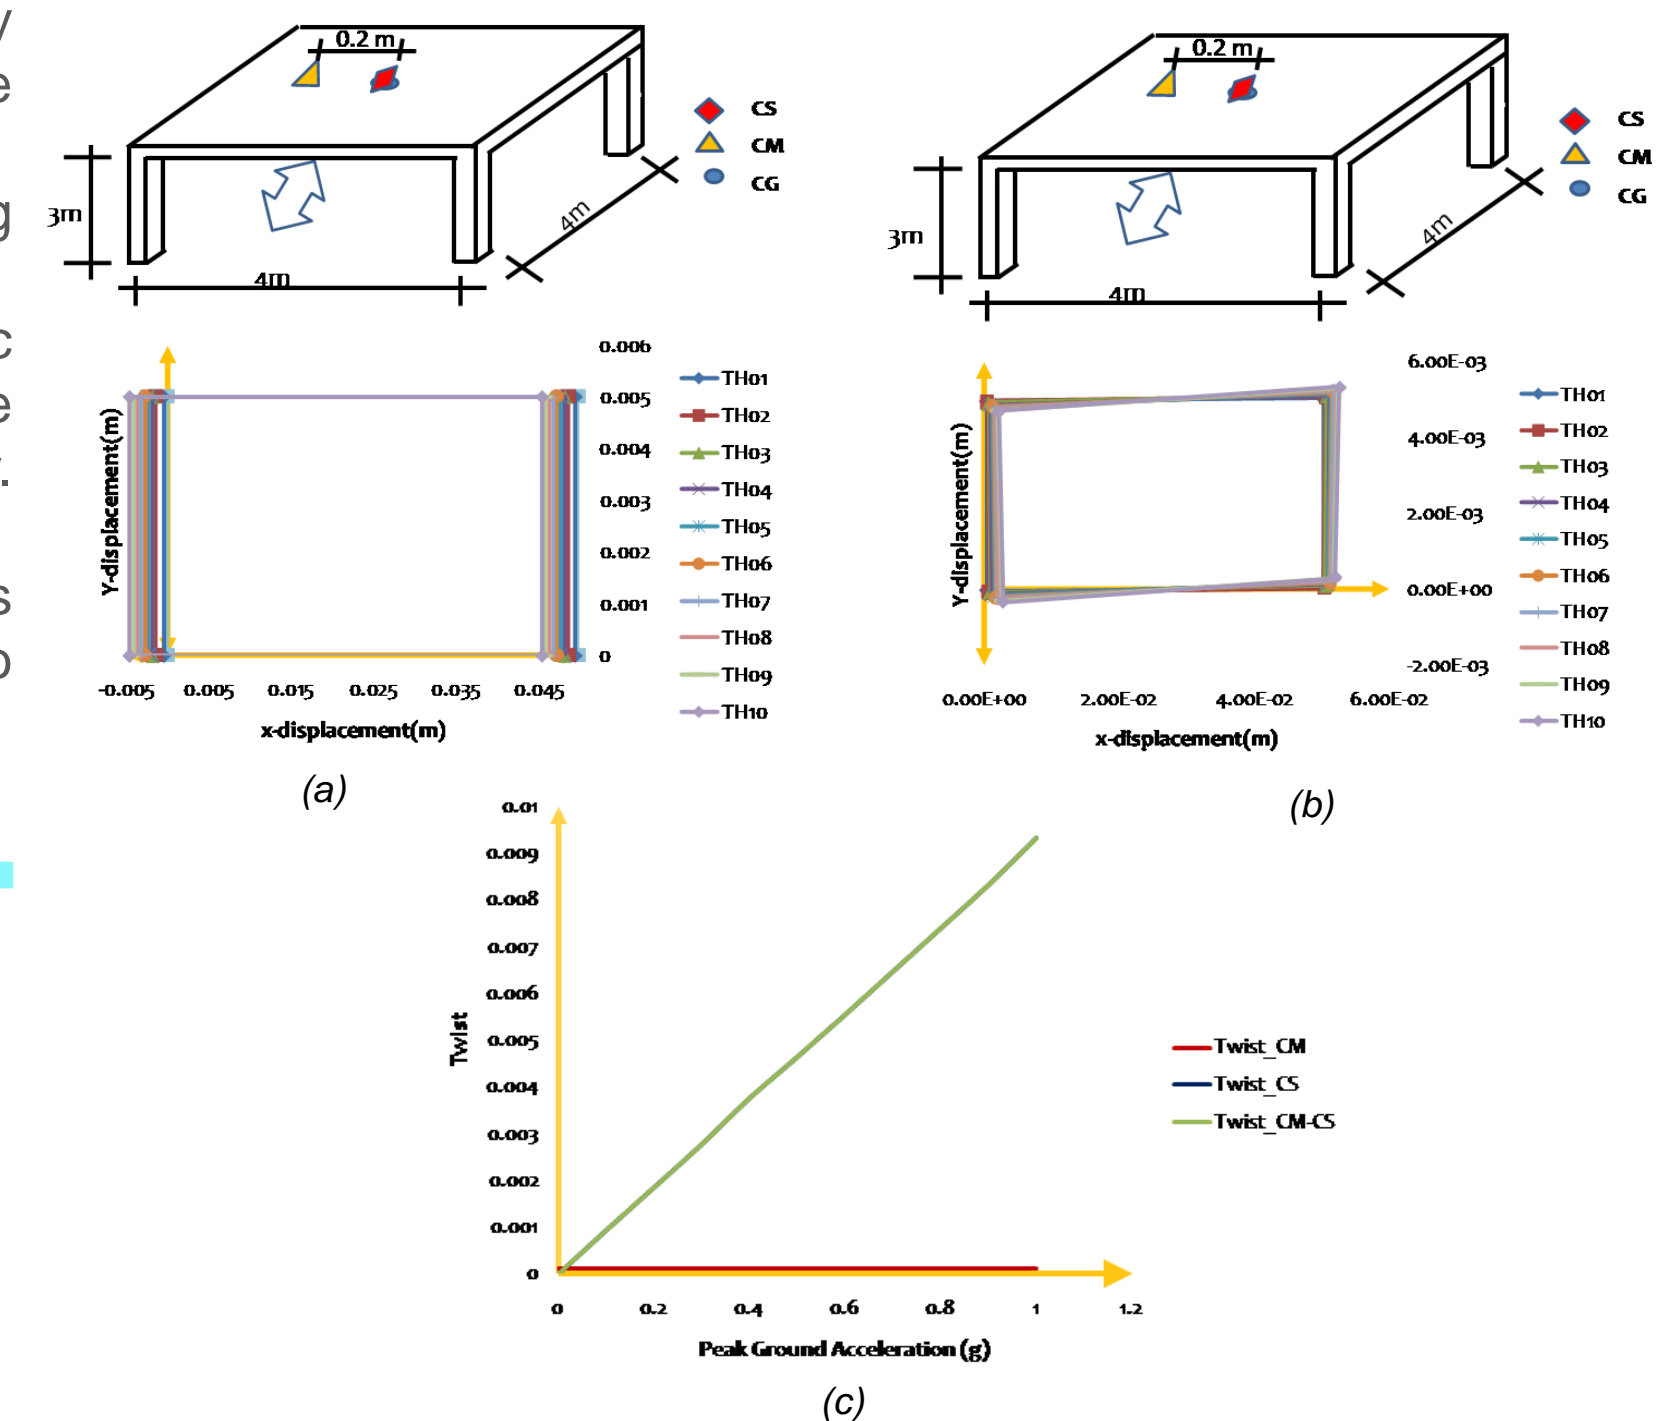 0.2 m
CS
CM
CG
3m
4m
4m
0.2 m
CS
CM
CG
3m
4m
4m
0.006
0.005
0.004
0.003
0.002
0.001
0
Y-displacement(m)
-0.005 0.005 0.015 0.025 0.035 0.045
x-displacement(m)
TH01
TH02
TH03
TH04
TH05
TH06
TH07
TH08
TH09
TH10
(a)
6.00E-03
4.00E-03
2.00E-03
0.00E+00
-2.00E-03
Y-displacement(m)
0.00E+00 2.00E-02 4.00E-02 6.00E-02
x-displacement(m)
TH01
TH02
TH03
TH04
TH05
TH06
TH07
TH08
TH09
TH10
(b)
0.01
0.009
0.008
0.007
0.006
0.005
0.004
0.003
0.002
0.001
0
Twist
0 0.2 0.4 0.6 0.8 1 1.2
Peak Ground Acceleration (g)
Twist_CM
Twist_CS
Twist_CM-CS
(c)